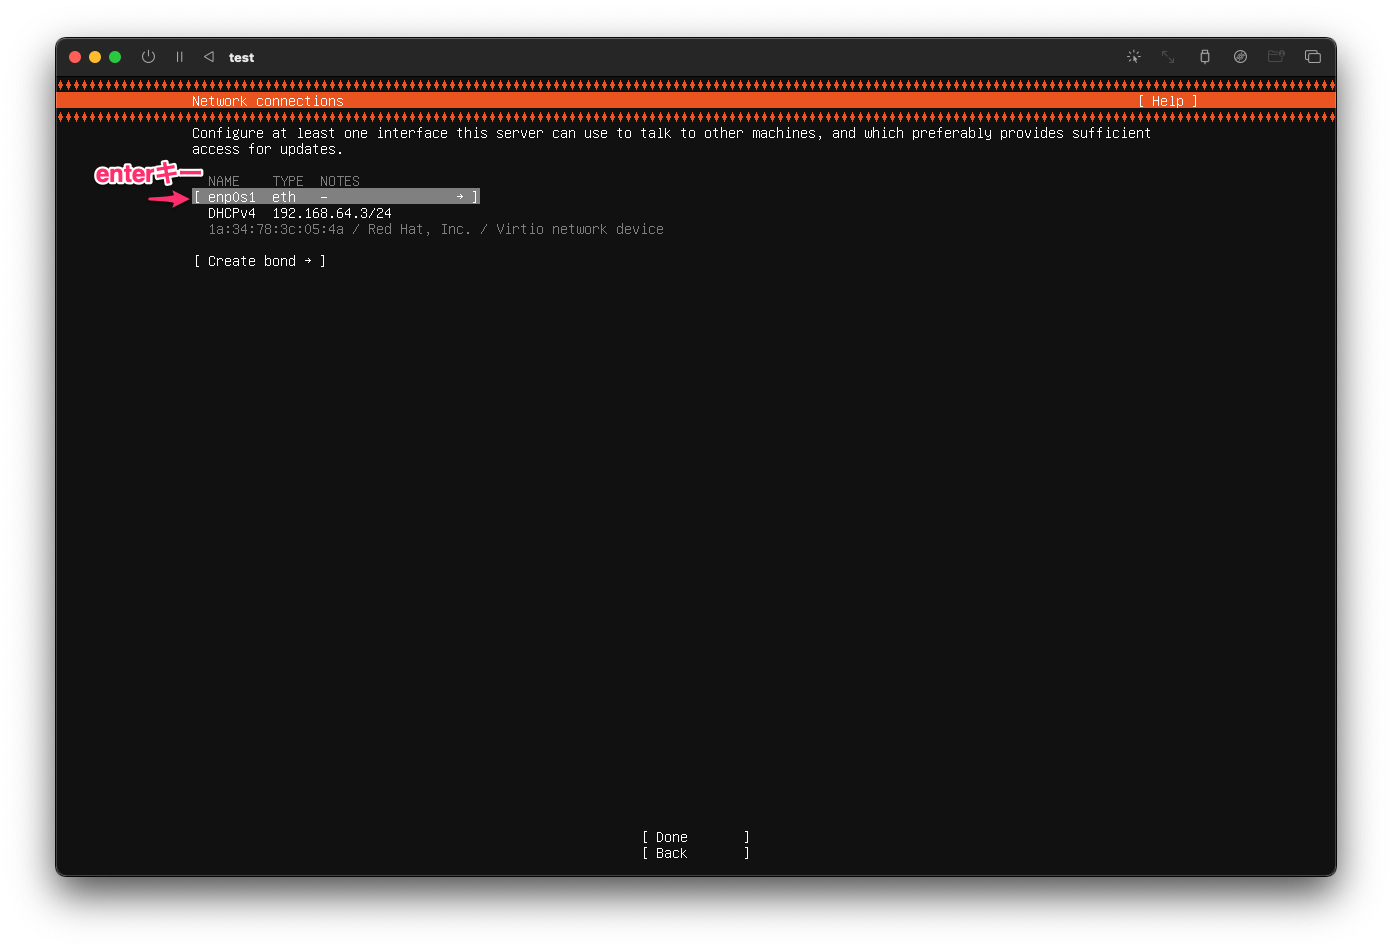 test
Network connections [ Help ]
Configure at least one interface this server can use to talk to other machines, and which preferably provides sufficient
access for updates.
enterキー
NAME TYPE NOTES
[ enp0s1 eth – → ]
DHCPv4 192.168.64.3/24
1a:34:78:3c:05:4a / Red Hat, Inc. / Virtio network device
[ Create bond → ]
[ Done ]
[ Back ]